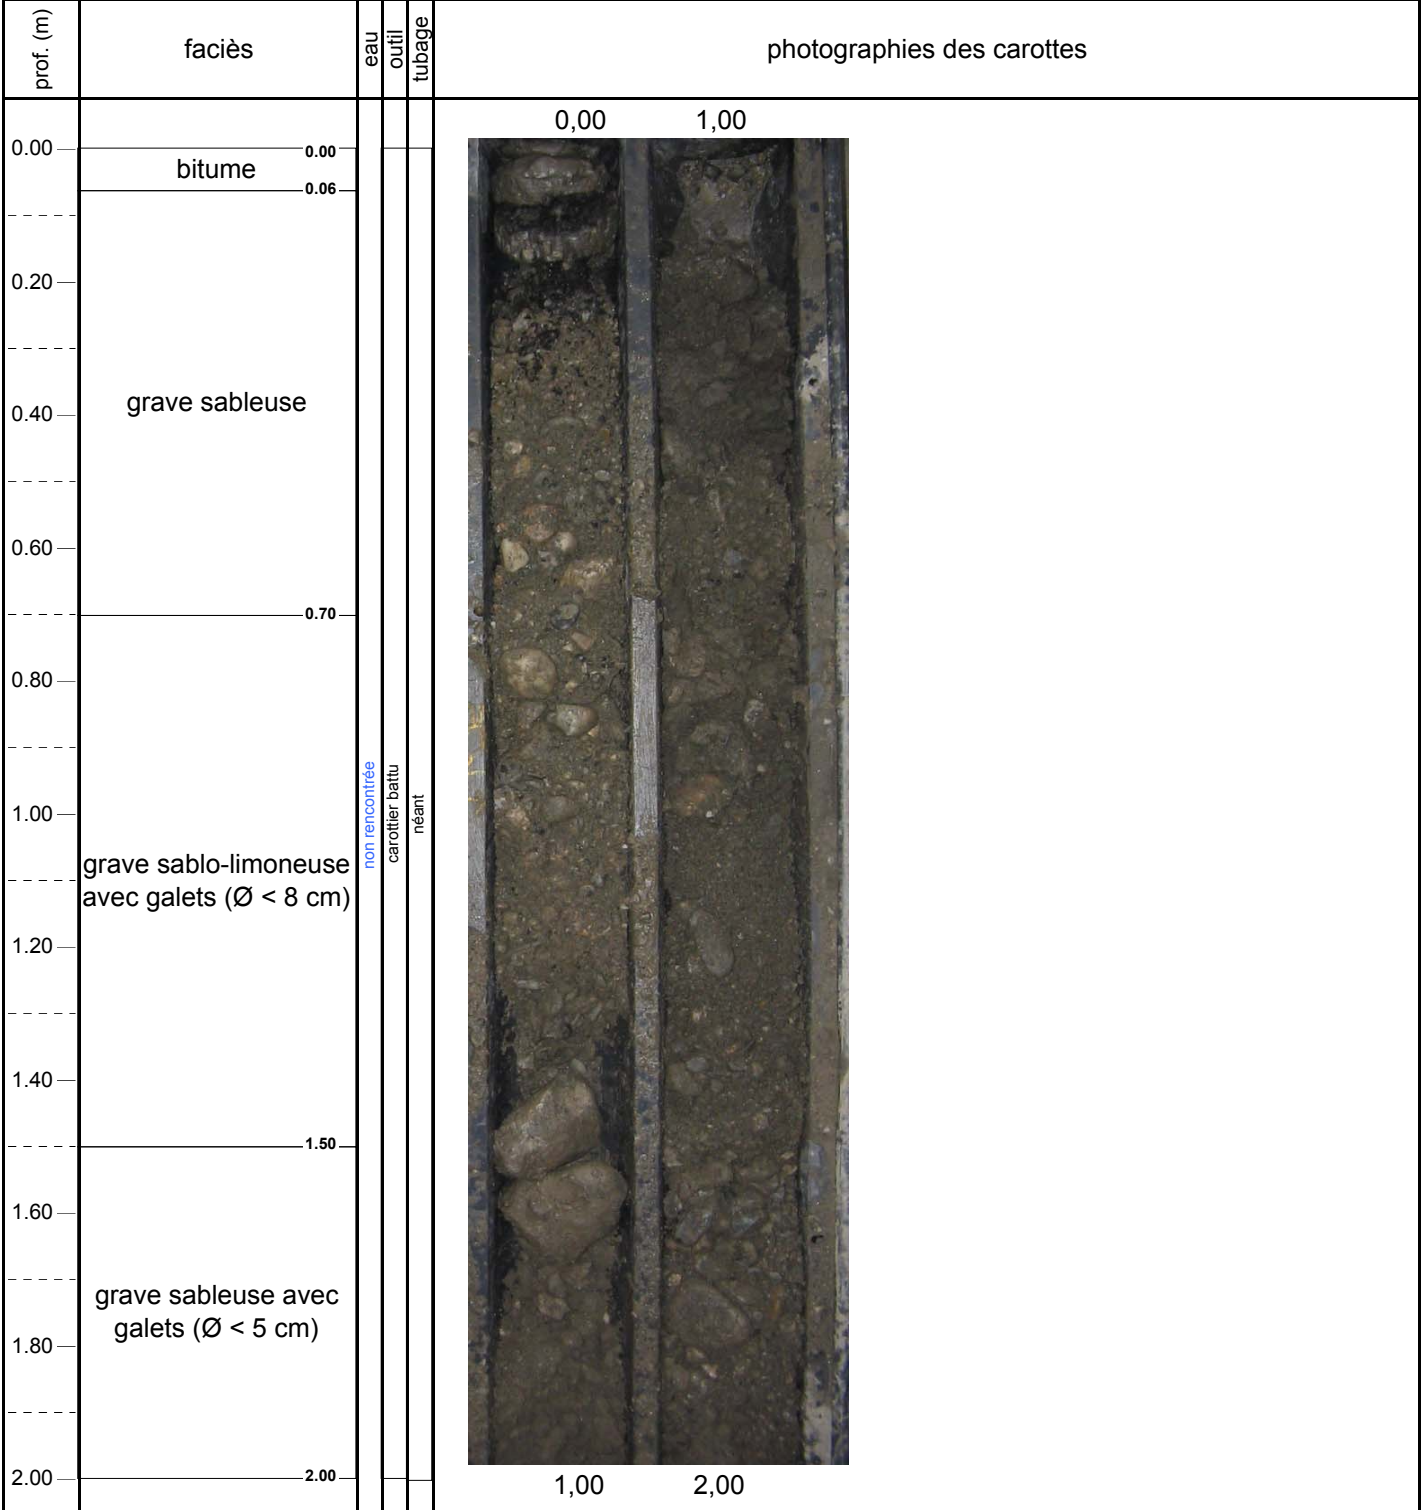 prof. (m)
faciès
eau
outil
tubage
photographies des carottes
0,00 1,00
0.00
0.20
0.40
0.60
0.80
1.00
1.20
1.40
1.60
1.80
2.00
0.00
bitume
0.06
grave sableuse
0.70
grave sablo-limoneuse
avec galets (Ø < 8 cm)
1.50
grave sableuse avec
galets (Ø < 5 cm)
2.00
non rencontrée
carottier battu
néant
1,00 2,00